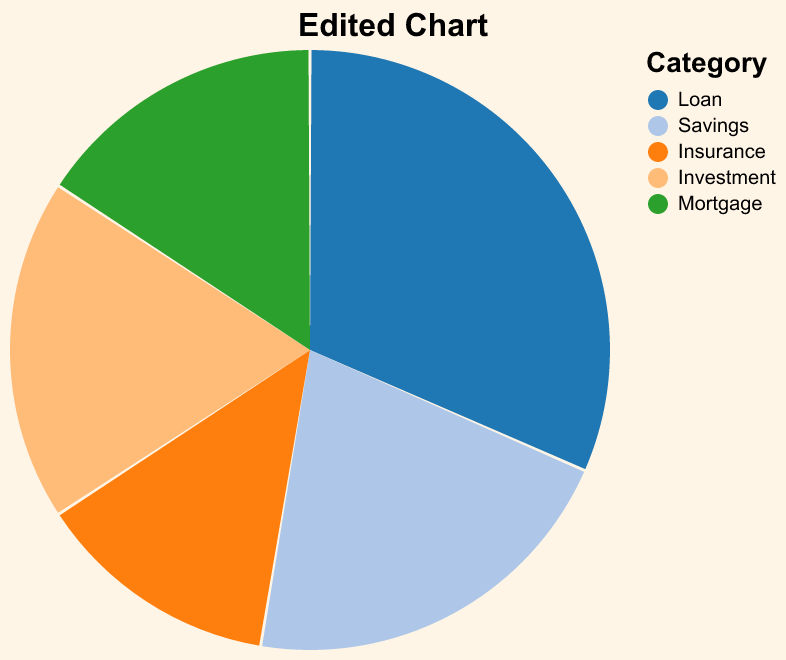 Edited Chart
Category
Loan
Savings
Insurance
Investment
Mortgage